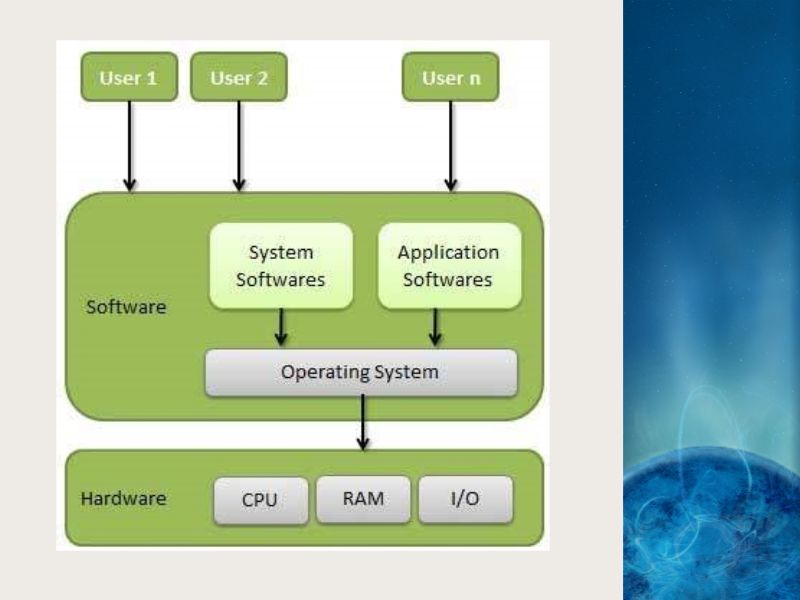 User 1
User 2
User n
System
Softwares
Application
Softwares
Software
Operating System
Hardware
CPU
RAM
I/O